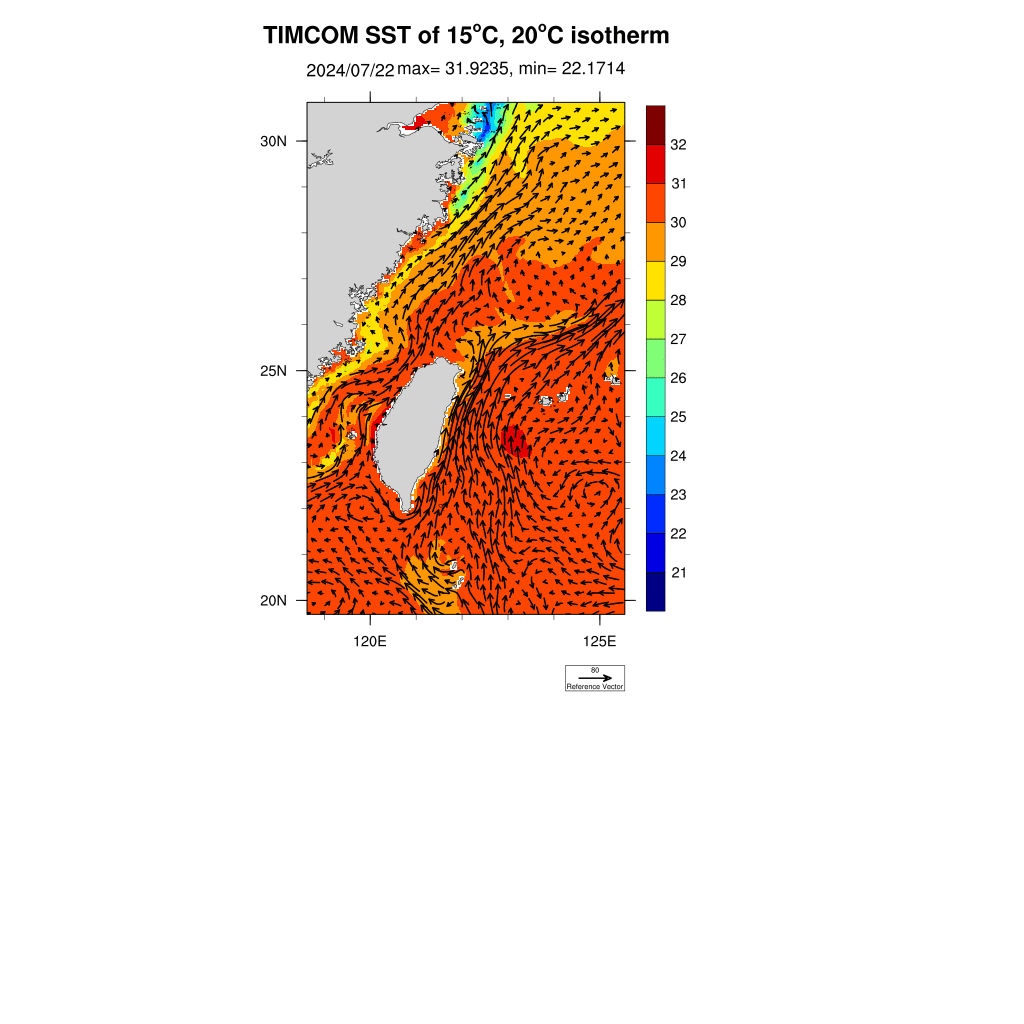 TIMCOM SST of 15°C, 20°C isotherm
2024/07/22 max= 31.9235, min= 22.1714
30N
25N
20N
120E
125E
32
31
30
29
28
27
26
25
24
23
22
21
80
Reference Vector